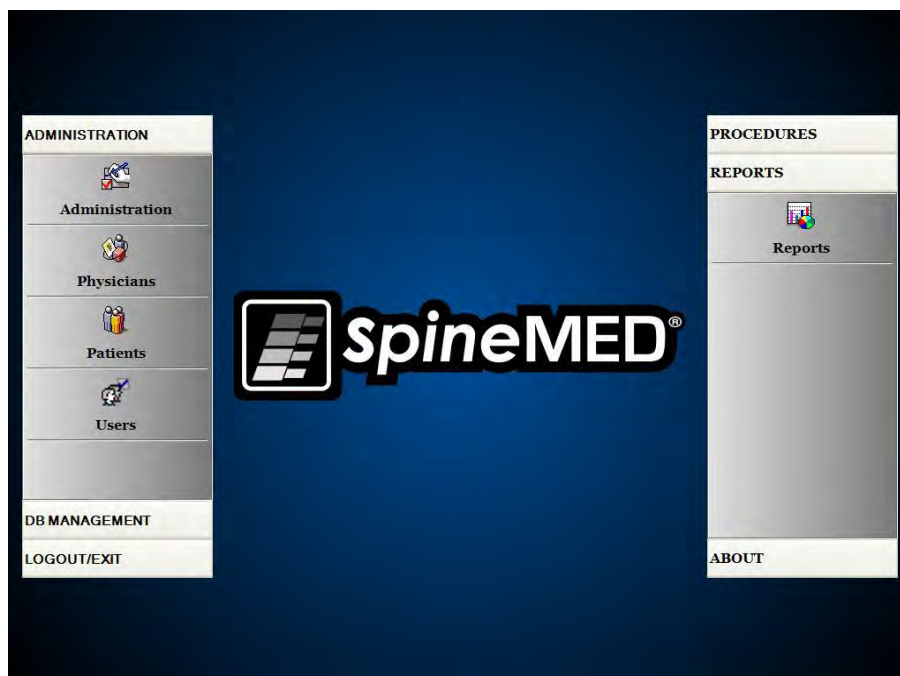 ADMINISTRATION
Administration
Physicians
Patients
Users
DB MANAGEMENT
LOGOUT/EXIT
SpineMED®
PROCEDURES
REPORTS
Reports
ABOUT